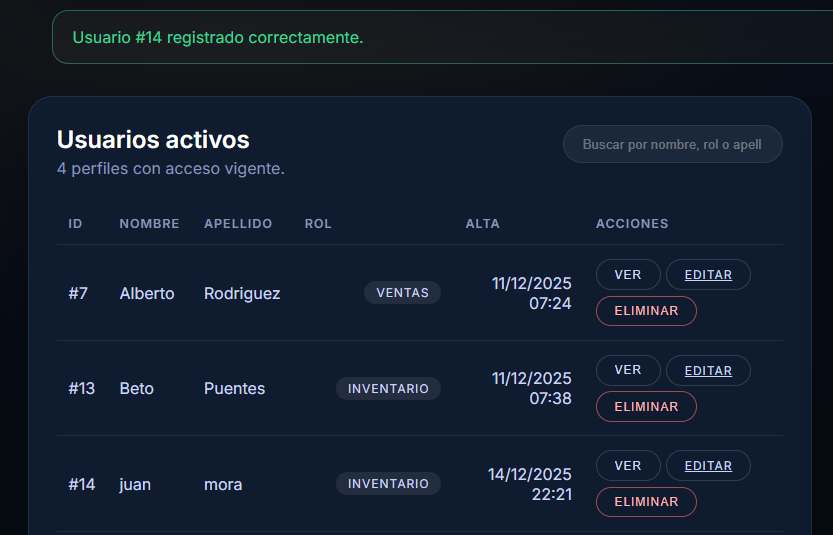 Usuario #14 registrado correctamente.
Usuarios activos
Buscar por nombre, rol o apell
4 perfiles con acceso vigente.
ID NOMBRE APELLIDO ROL ALTA ACCIONES
#7 Alberto Rodriguez VENTAS 11/12/2025 07:24 VER EDITAR ELIMINAR
#13 Beto Puentes INVENTARIO 11/12/2025 07:38 VER EDITAR ELIMINAR
#14 juan mora INVENTARIO 14/12/2025 22:21 VER EDITAR ELIMINAR